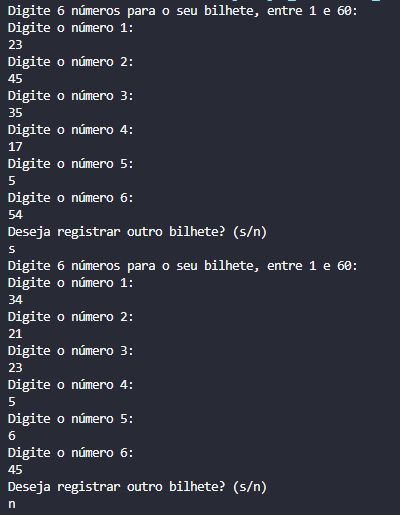 Digite 6 números para o seu bilhete, entre 1 e 60:
Digite o número 1:
23
Digite o número 2:
45
Digite o número 3:
35
Digite o número 4:
17
Digite o número 5:
5
Digite o número 6:
54
Deseja registrar outro bilhete? (s/n)
s
Digite 6 números para o seu bilhete, entre 1 e 60:
Digite o número 1:
34
Digite o número 2:
21
Digite o número 3:
23
Digite o número 4:
5
Digite o número 5:
6
Digite o número 6:
45
Deseja registrar outro bilhete? (s/n)
n